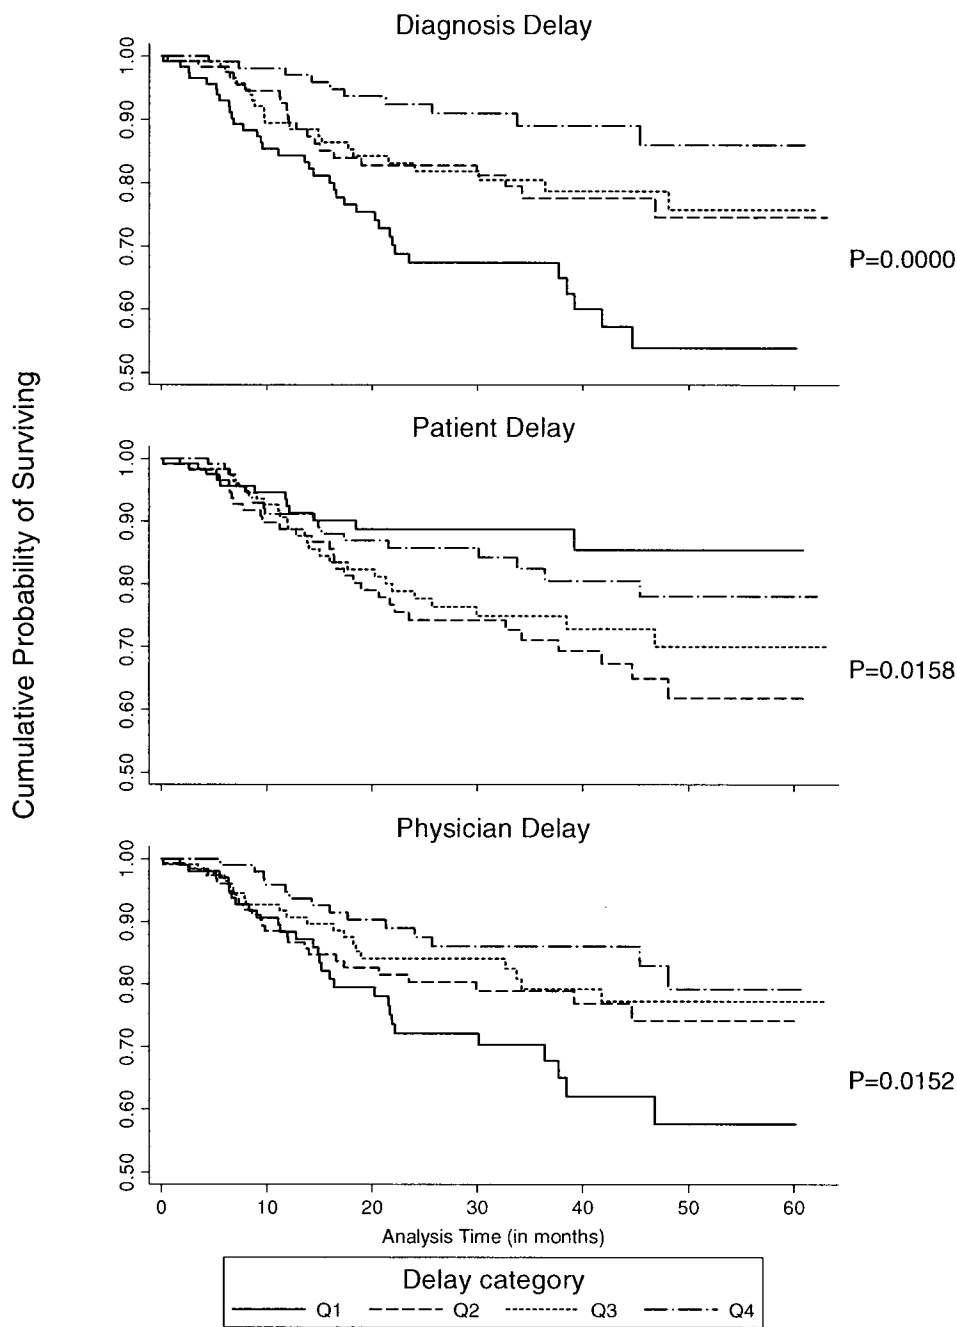 Diagnosis Delay
1.00
0.90
0.80
0.70
0.60
0.50
P=0.0000
Cumulative Probability of Surviving
Patient Delay
1.00
0.90
0.80
0.70
0.60
0.50
P=0.0158
Physician Delay
1.00
0.90
0.80
0.70
0.60
0.50
P=0.0152
0 10 20 30 40 50 60
Analysis Time (in months)
Delay category
Q1 Q2 Q3 Q4